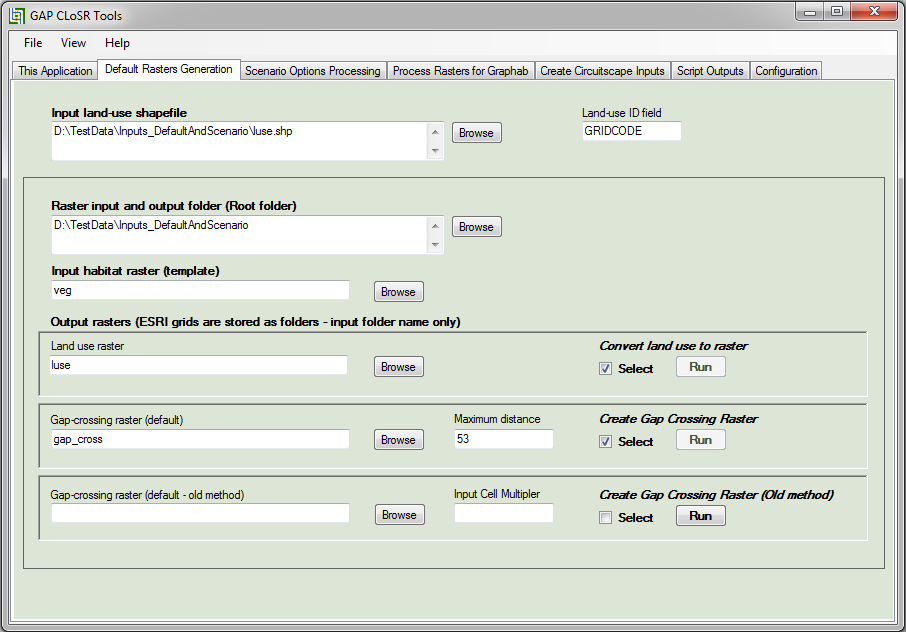 GAP CLoSR Tools
File View Help
This Application Default Rasters Generation Scenario Options Processing Process Rasters for Graphab Create Circuitscape Inputs Script Outputs Configuration
Input land-use shapefile Land-use ID field
D:\TestData\Inputs_DefaultAndScenario\luse.shp Browse GRIDCODE
Raster input and output folder (Root folder)
D:\TestData\Inputs_DefaultAndScenario Browse
Input habitat raster (template)
veg Browse
Output rasters (ESRI grids are stored as folders - input folder name only)
Land use raster Convert land use to raster
luse Browse Select Run
Gap-crossing raster (default) Maximum distance Create Gap Crossing Raster
gap_cross Browse 53 Select Run
Gap-crossing raster (default - old method) Input Cell Multipler Create Gap Crossing Raster (Old method)
Browse Select Run